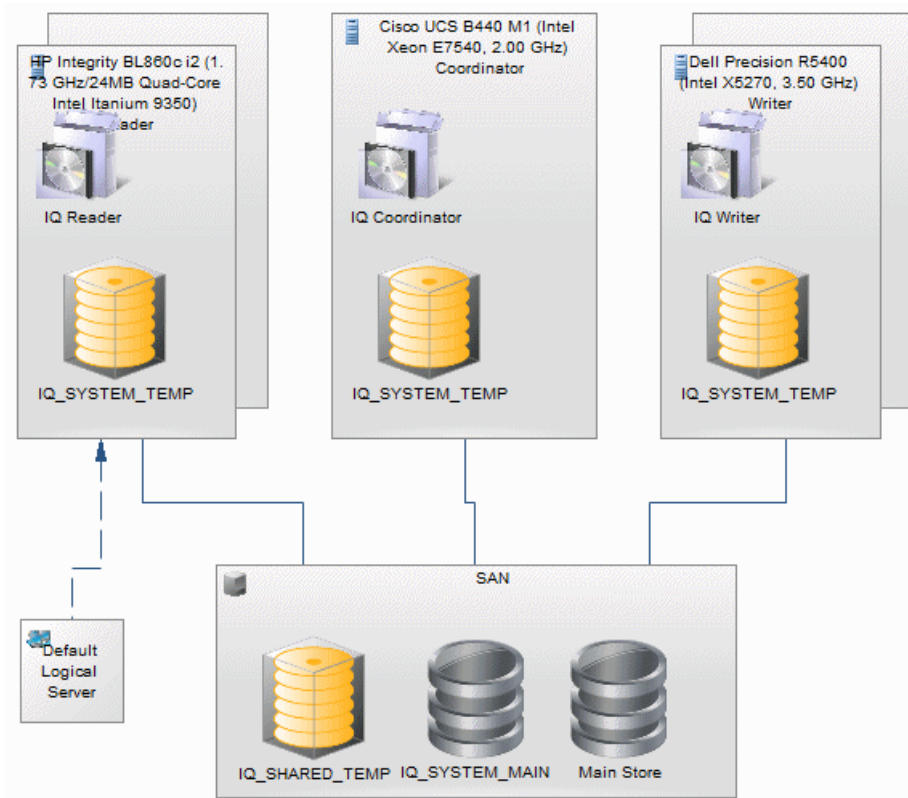 HP Integrity BL860c i2 (1.
73 GHz/24MB Quad-Core
Intel Itanium 9350)
IQ Reader
IQ_SYSTEM_TEMP
Cisco UCS B440 M1 (Intel
Xeon E7540, 2.00 GHz)
Coordinator
IQ Coordinator
IQ_SYSTEM_TEMP
Dell Precision R5400
(Intel X5270, 3.50 GHz)
Writer
IQ Writer
IQ_SYSTEM_TEMP
Default
Logical
Server
SAN
IQ_SHARED_TEMP
IQ_SYSTEM_MAIN
Main Store